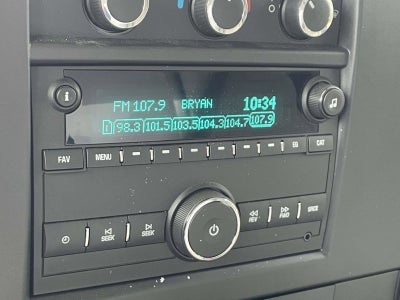 FM 107.9 BRYAN 10:34
1 98.3 101.5 103.5 104.3 104.7 107.9
FAV MENU EQ CAT
SEEK SEEK REV FWD SRCE